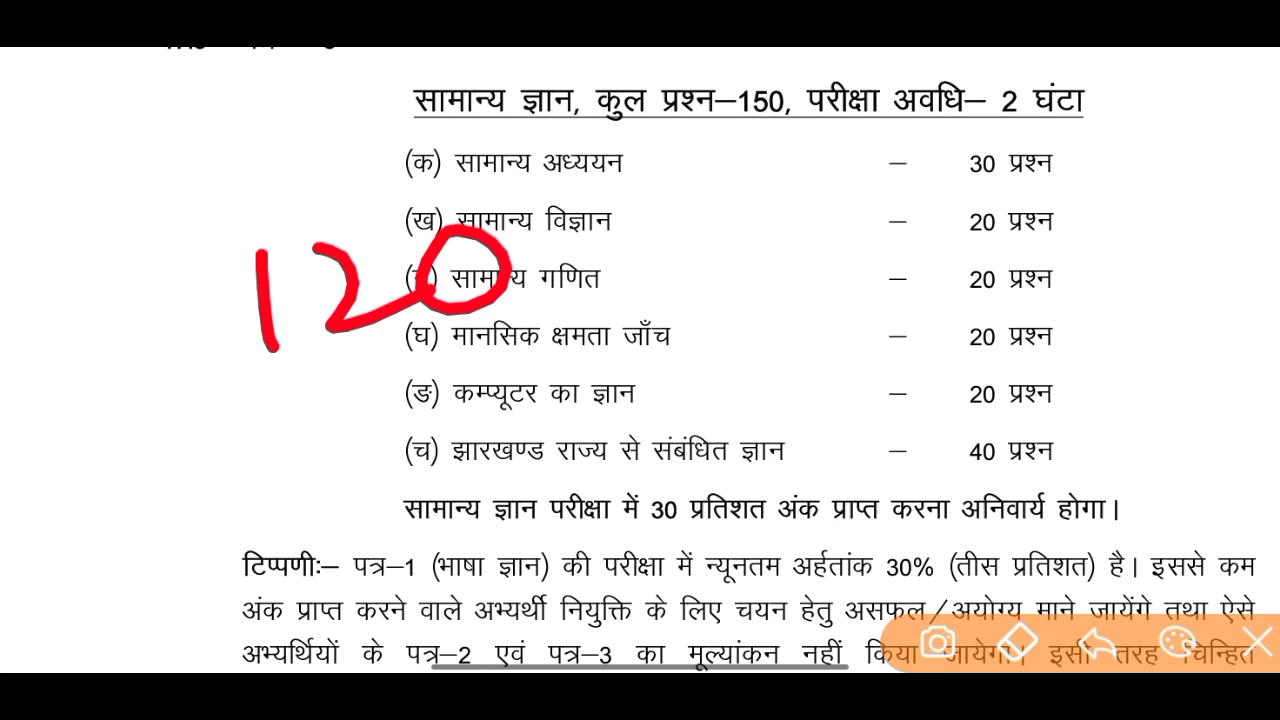 सामान्य ज्ञान, कुल प्रश्न–150, परीक्षा अवधि– 2 घंटा
(क) सामान्य अध्ययन – 30 प्रश्न
(ख) सामान्य विज्ञान – 20 प्रश्न
120
(ग) सामान्य गणित – 20 प्रश्न
(घ) मानसिक क्षमता जाँच – 20 प्रश्न
(ङ) कम्प्यूटर का ज्ञान – 20 प्रश्न
(च) झारखण्ड राज्य से संबंधित ज्ञान – 40 प्रश्न
सामान्य ज्ञान परीक्षा में 30 प्रतिशत अंक प्राप्त करना अनिवार्य होगा।
टिप्पणीः– पत्र–1 (भाषा ज्ञान) की परीक्षा में न्यूनतम अर्हतांक 30% (तीस प्रतिशत) है। इससे कम
अंक प्राप्त करने वाले अभ्यर्थी नियुक्ति के लिए चयन हेतु असफल/अयोग्य माने जायेंगे तथा ऐसे
अभ्यर्थियों के पत्र–2 एवं पत्र–3 का मूल्यांकन नहीं किया जायेगा। इसी तरह चिन्हित